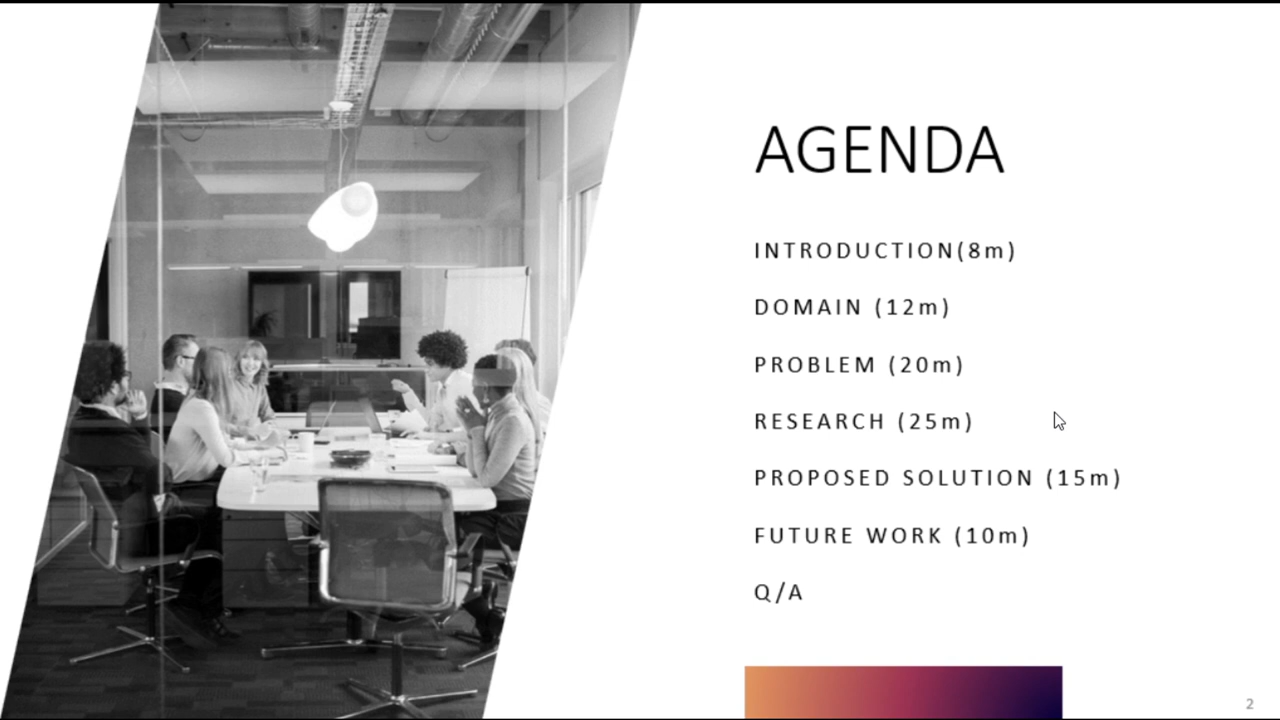 AGENDA
INTRODUCTION(8m)
DOMAIN (12m)
PROBLEM (20m)
RESEARCH (25m)
PROPOSED SOLUTION (15m)
FUTURE WORK (10m)
Q/A
2